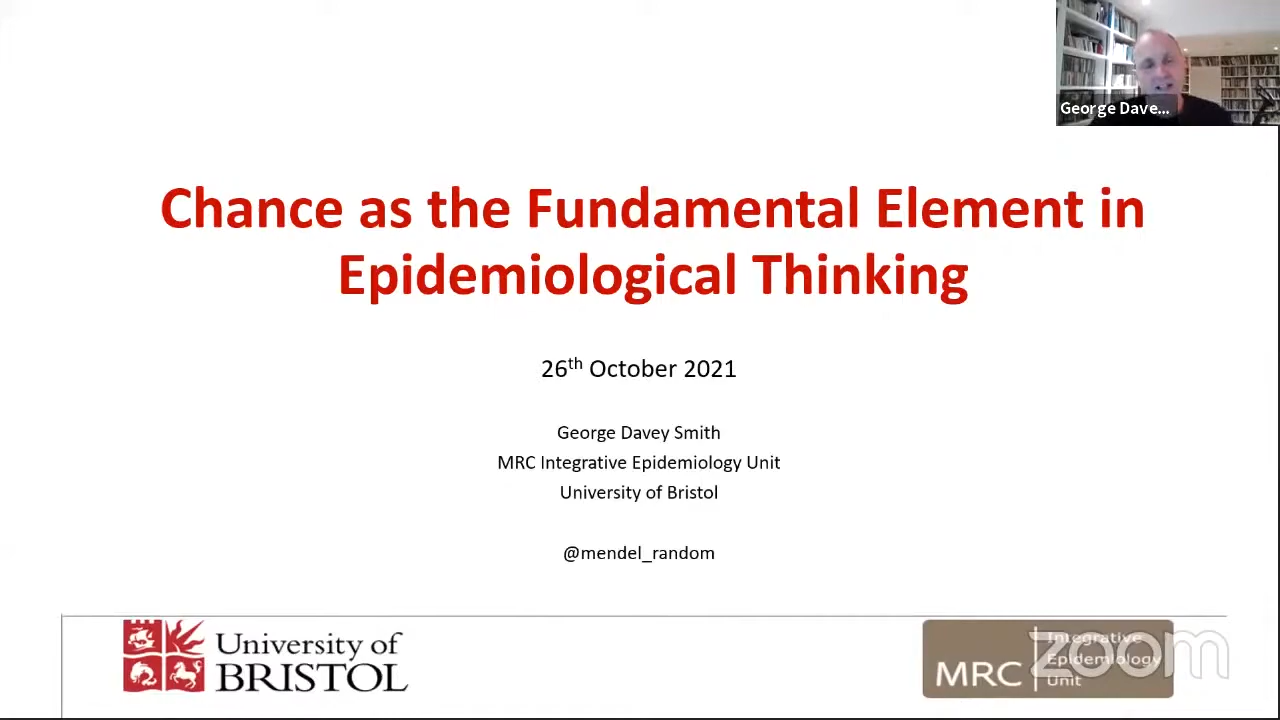 George Dave...
Chance as the Fundamental Element in
Epidemiological Thinking
26th October 2021
George Davey Smith
MRC Integrative Epidemiology Unit
University of Bristol
@mendel_random
University of
BRISTOL
MRC
Integrative
Epidemiology
Unit
zoom